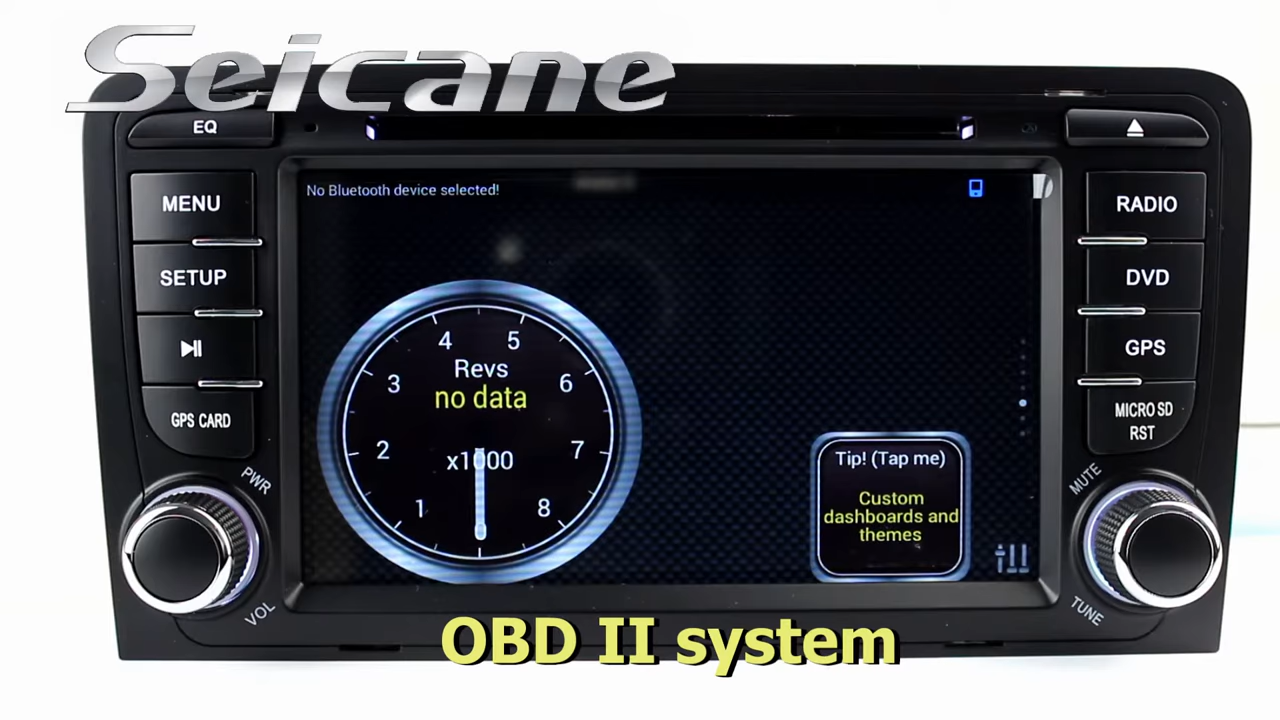 Seicane
EQ
MENU
SETUP
GPS CARD
PWR
VOL
No Bluetooth device selected!
4
5
3
6
2
7
1
8
Revs
no data
x1000
Tip! (Tap me)
Custom
dashboards and
themes
RADIO
DVD
GPS
MICRO SD
RST
MUTE
TUNE
OBD II system